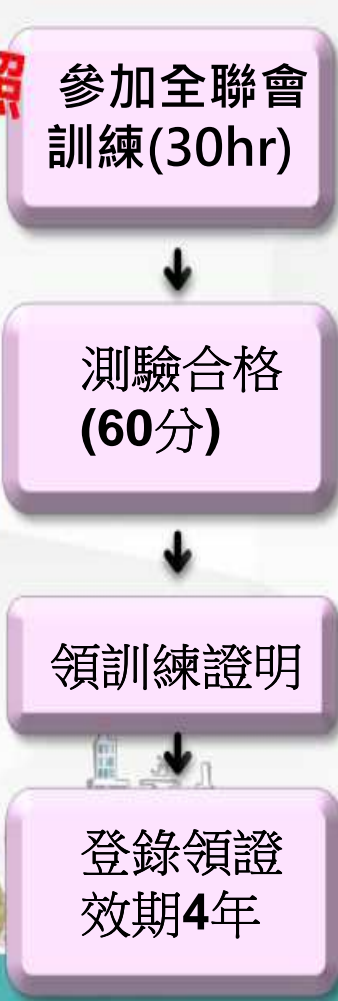 照
參加全聯會
訓練(30hr)
測驗合格
(60分)
領訓練證明
登錄領證
效期4年